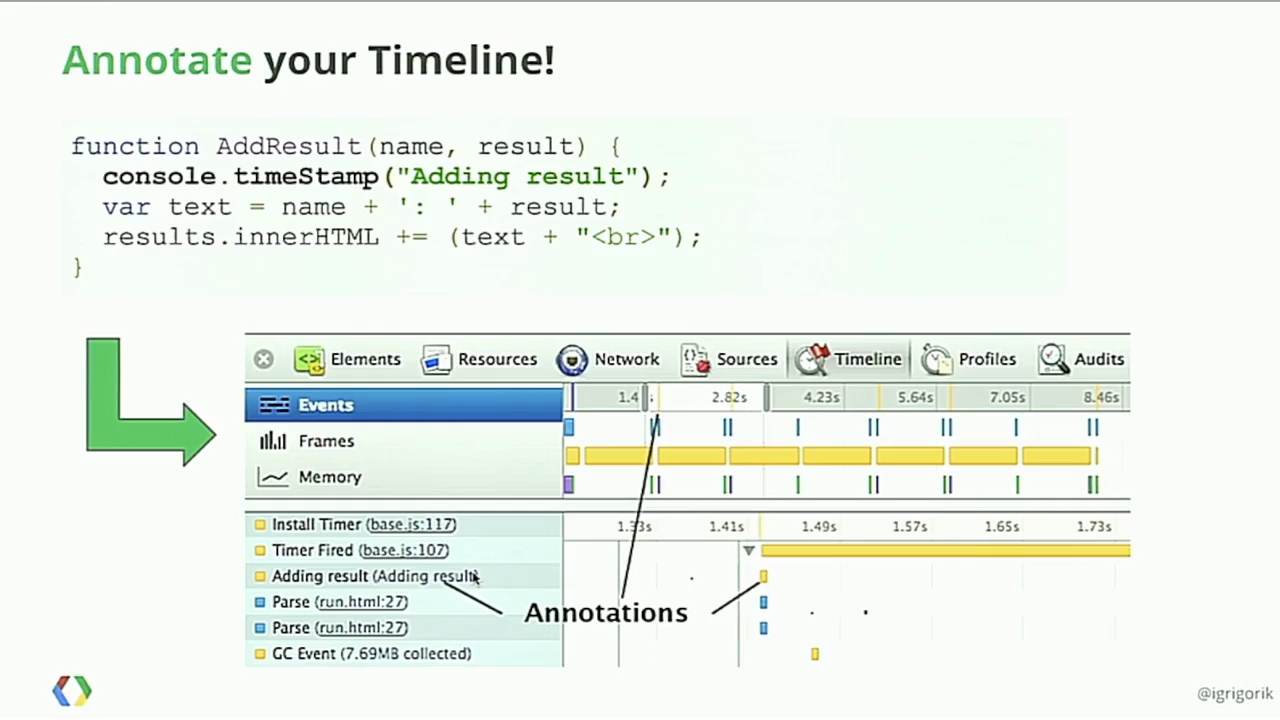 Annotate your Timeline!
function AddResult(name, result) {
console.timeStamp("Adding result");
var text = name + ': ' + result;
results.innerHTML += (text + "<br>");
}
Elements Resources Network Sources Timeline Profiles Audits
Events 1.4 2.82s 4.23s 5.64s 7.05s 8.46s
Frames
Memory
Install Timer (base.js:117) 1.33s 1.41s 1.49s 1.57s 1.65s 1.73s
Timer Fired (base.js:107)
Adding result (Adding result)
Parse (run.html:27)
Annotations
Parse (run.html:27)
GC Event (7.69MB collected)
@igrigorik